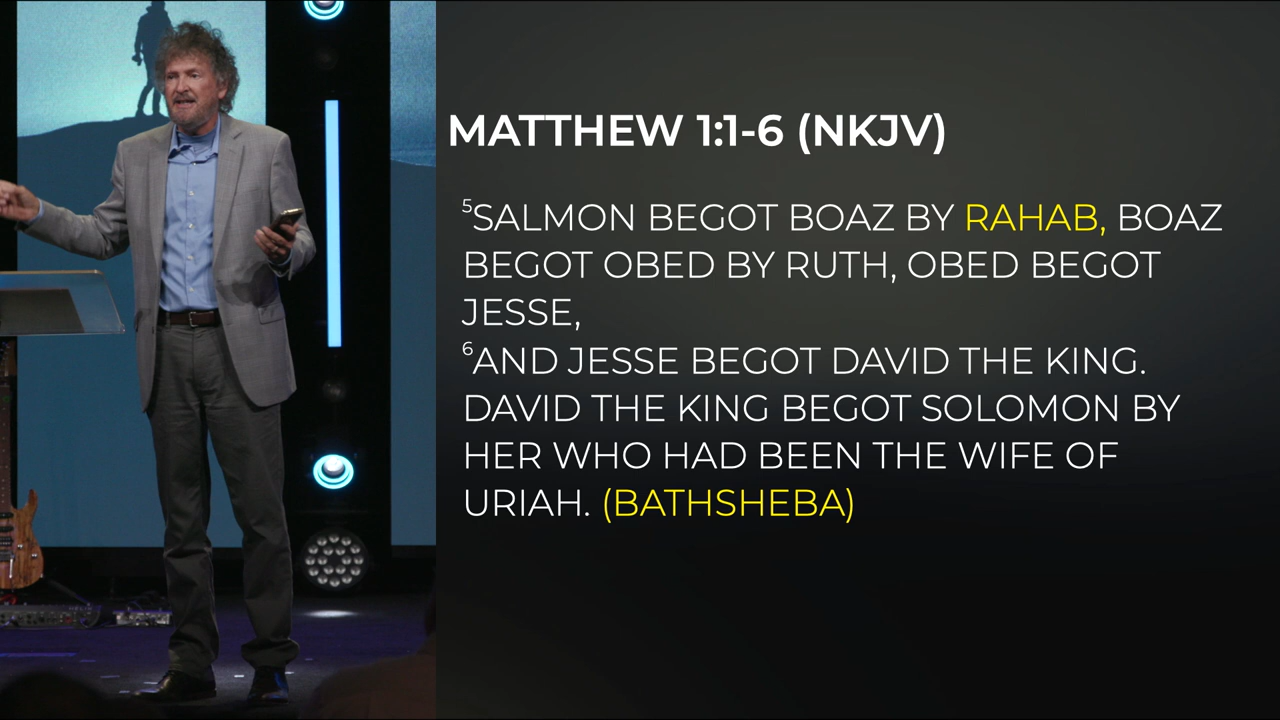 MATTHEW 1:1-6 (NKJV)
⁵SALMON BEGOT BOAZ BY RAHAB, BOAZ
BEGOT OBED BY RUTH, OBED BEGOT
JESSE,
⁶AND JESSE BEGOT DAVID THE KING.
DAVID THE KING BEGOT SOLOMON BY
HER WHO HAD BEEN THE WIFE OF
URIAH. (BATHSHEBA)